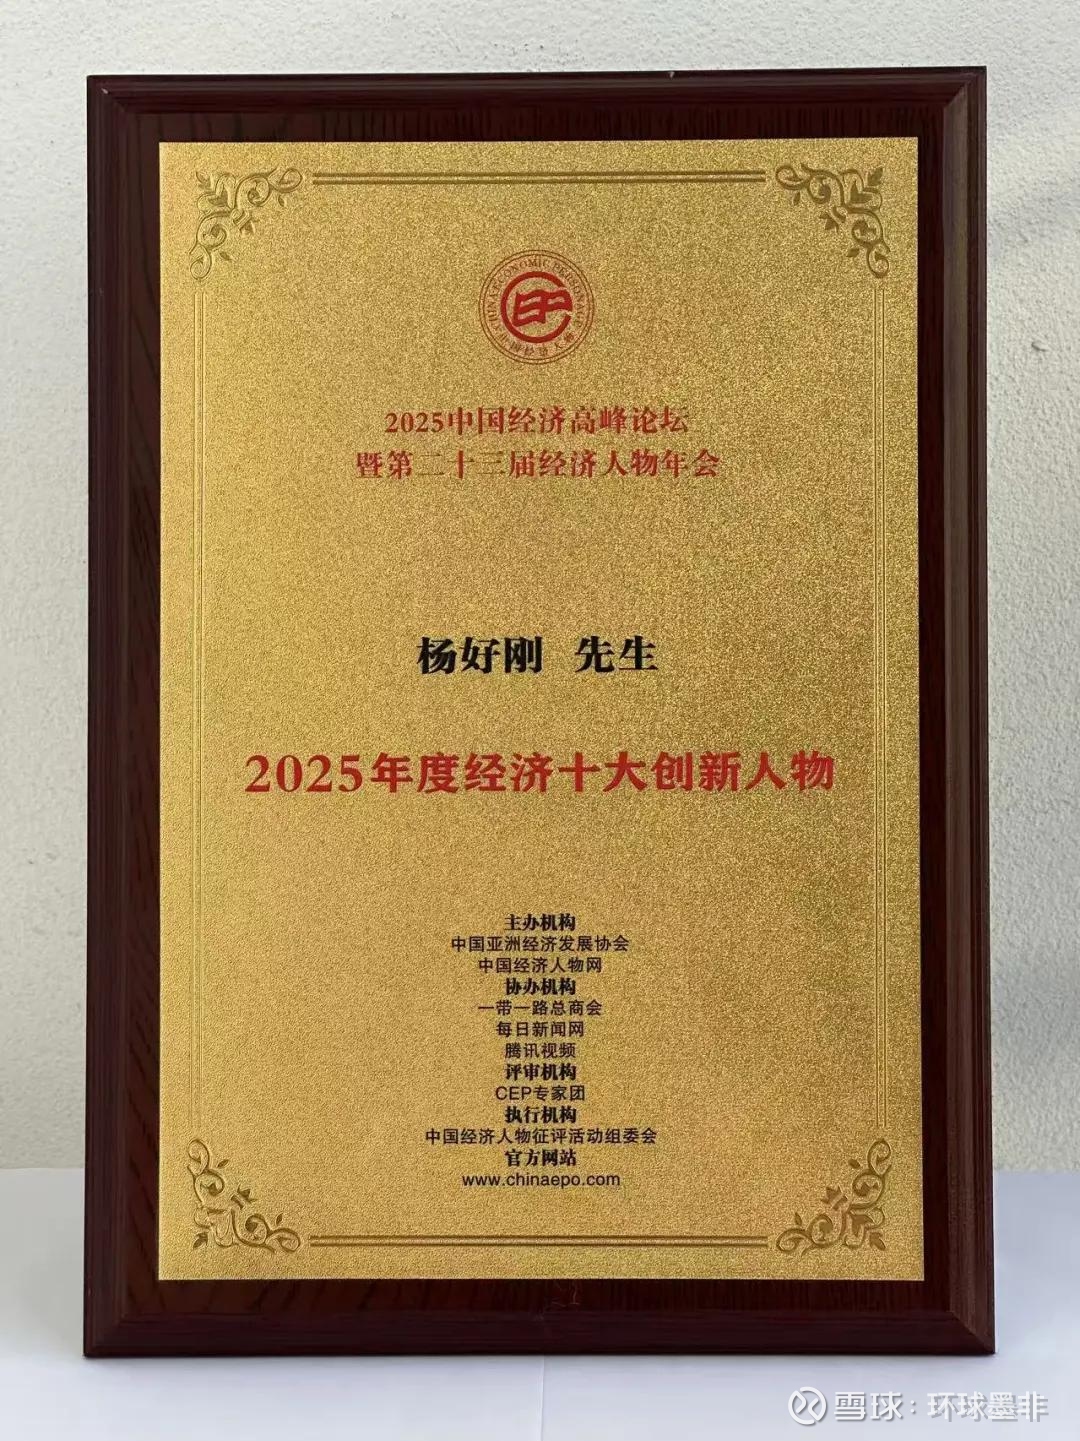 CHINA ECONOMIC PERSONAGE
2025中国经济高峰论坛
暨第二十三届经济人物年会
杨好刚 先生
2025年度经济十大创新人物
主办机构
中国亚洲经济发展协会
中国经济人物网
协办机构
一带一路总商会
每日新闻网
腾讯视频
评审机构
CEP专家团
执行机构
中国经济人物征评活动组委会
官方网站
www.chinaepo.com
雪球：环球墨非